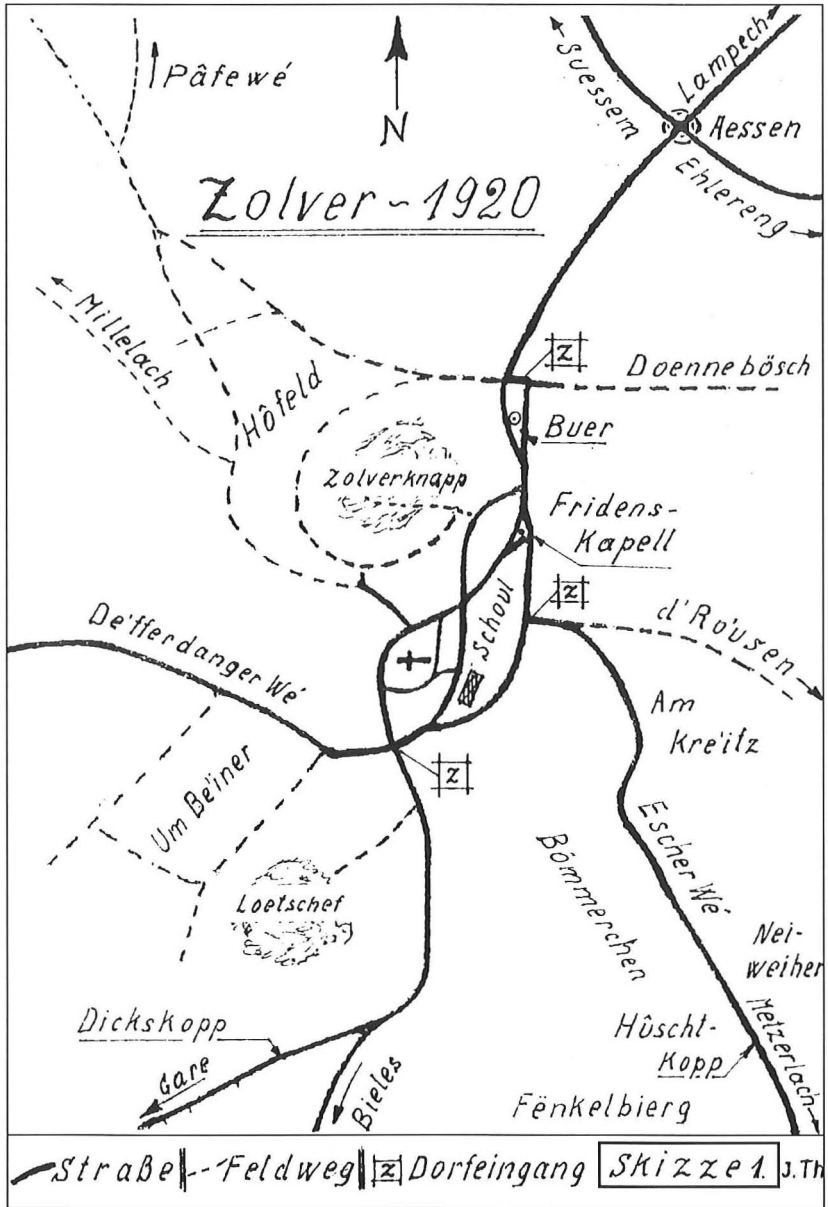 Pâfewé
N
Suessem
Lampech
Aessen
Ehlereng
Zolver ~ 1920
Millelach
Hôfeld
z
Doennebösch
Buer
Zolverknapp
Fridens-
Kapell
z
Schoul
d'Ro'usen
De'fferdanger Wé
Am
Kre'itz
z
Um Be'iner
Escher Wé
Loetschef
Bömmerchen
Nei-
weiher
Dickskopp
Hûscht-
Kopp
Metzerlach
Gare
Bieles
Fënkelbierg
Straße
Feldweg
z Dorfeingang
Skizze 1.
J.Th